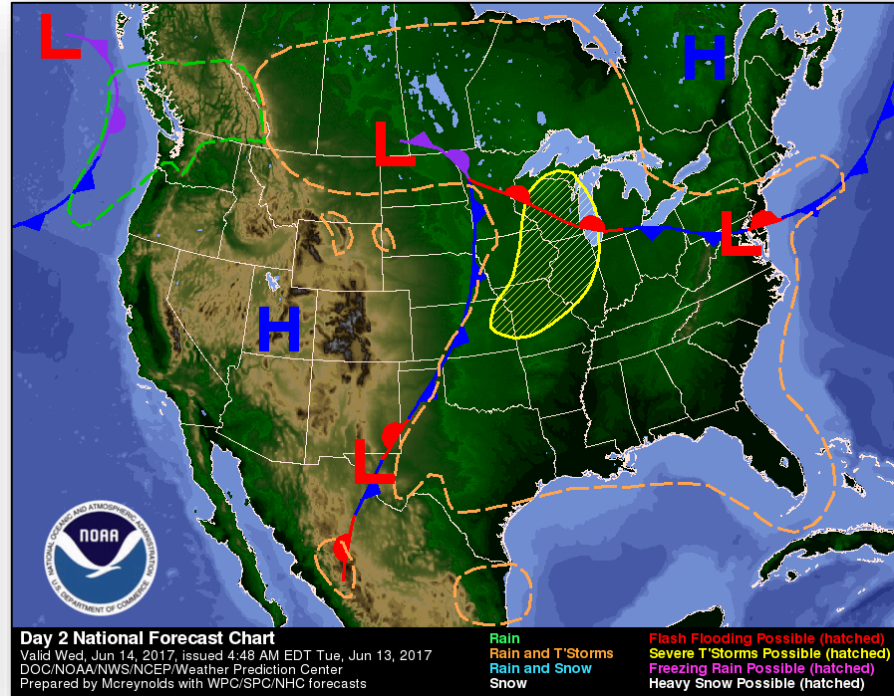 L
H
L
L
H
L
NATIONAL OCEANIC AND ATMOSPHERIC ADMINISTRATION
NOAA
U.S. DEPARTMENT OF COMMERCE
Day 2 National Forecast Chart
Valid Wed, Jun 14, 2017, issued 4:48 AM EDT Tue, Jun 13, 2017
DOC/NOAA/NWS/NCEP/Weather Prediction Center
Prepared by Mcreynolds with WPC/SPC/NHC forecasts
Rain
Rain and T'Storms
Rain and Snow
Snow
Flash Flooding Possible (hatched)
Severe T'Storms Possible (hatched)
Freezing Rain Possible (hatched)
Heavy Snow Possible (hatched)